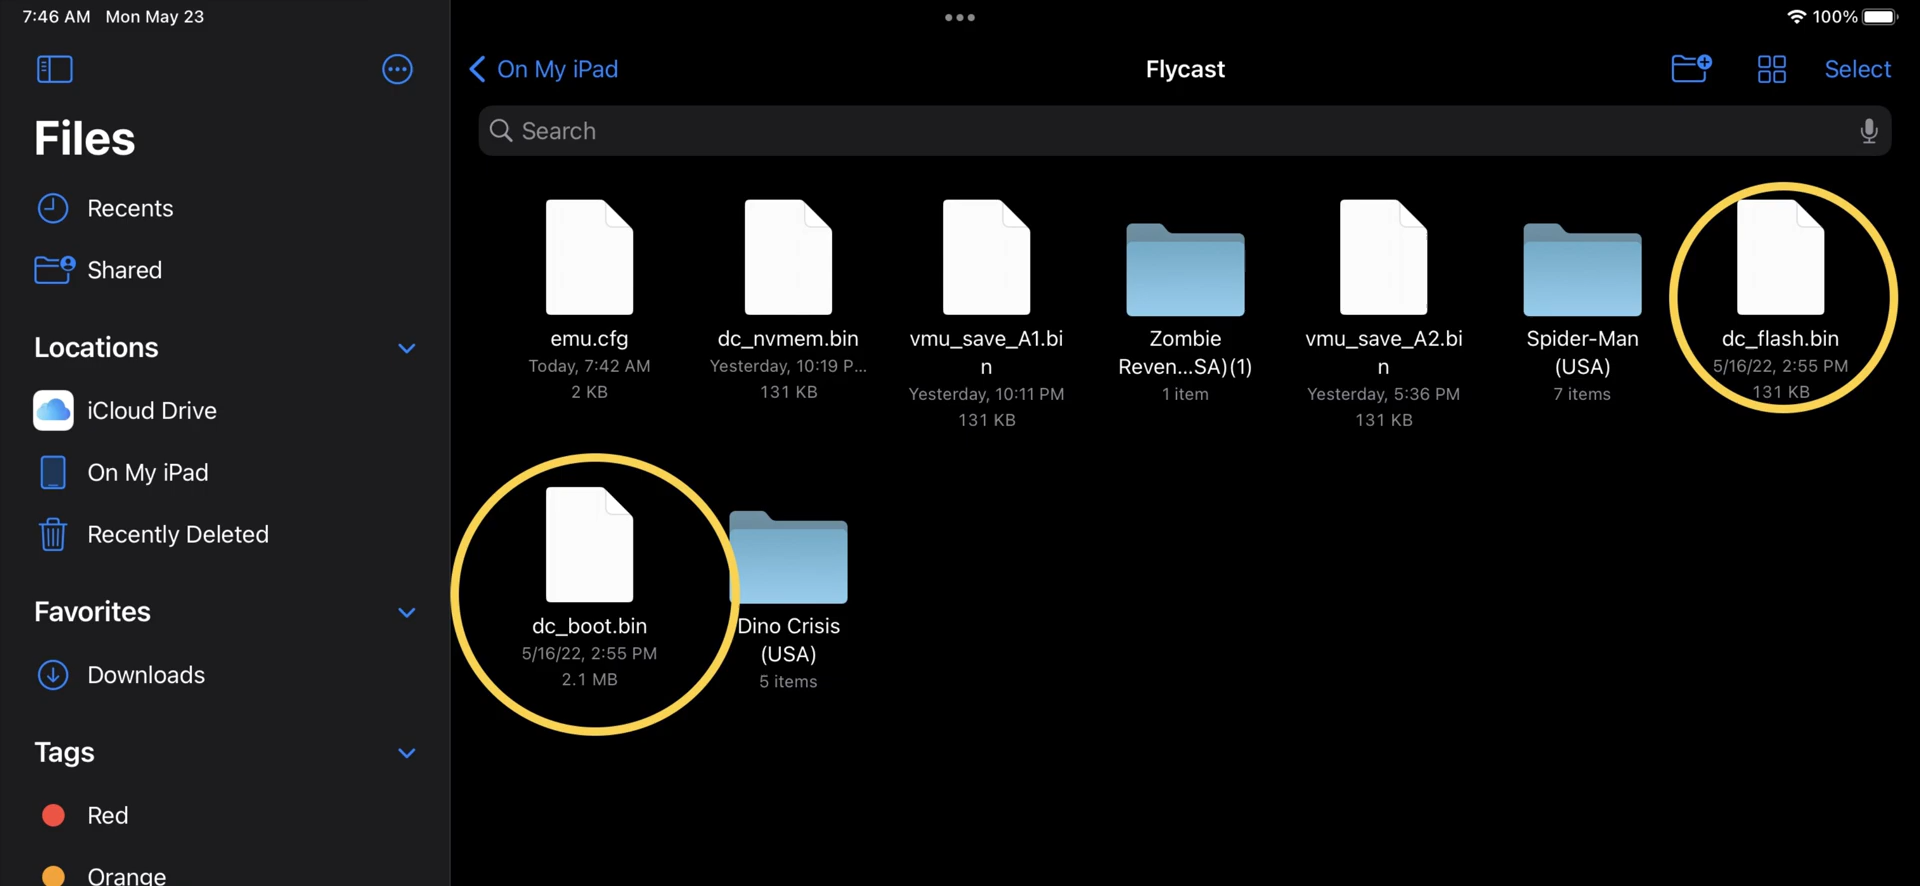 7:46 AM Mon May 23
100%
Files
Recents
Shared
Locations
iCloud Drive
On My iPad
Recently Deleted
Favorites
Downloads
Tags
Red
Orange
On My iPad
Flycast
Select
Search
emu.cfg
Today, 7:42 AM
2 KB
dc_nvmem.bin
Yesterday, 10:19 P...
131 KB
vmu_save_A1.bi
n
Yesterday, 10:11 PM
131 KB
Zombie
Reven...SA)(1)
1 item
vmu_save_A2.bi
n
Yesterday, 5:36 PM
131 KB
Spider-Man
(USA)
7 items
dc_flash.bin
5/16/22, 2:55 PM
131 KB
dc_boot.bin
5/16/22, 2:55 PM
2.1 MB
Dino Crisis
(USA)
5 items